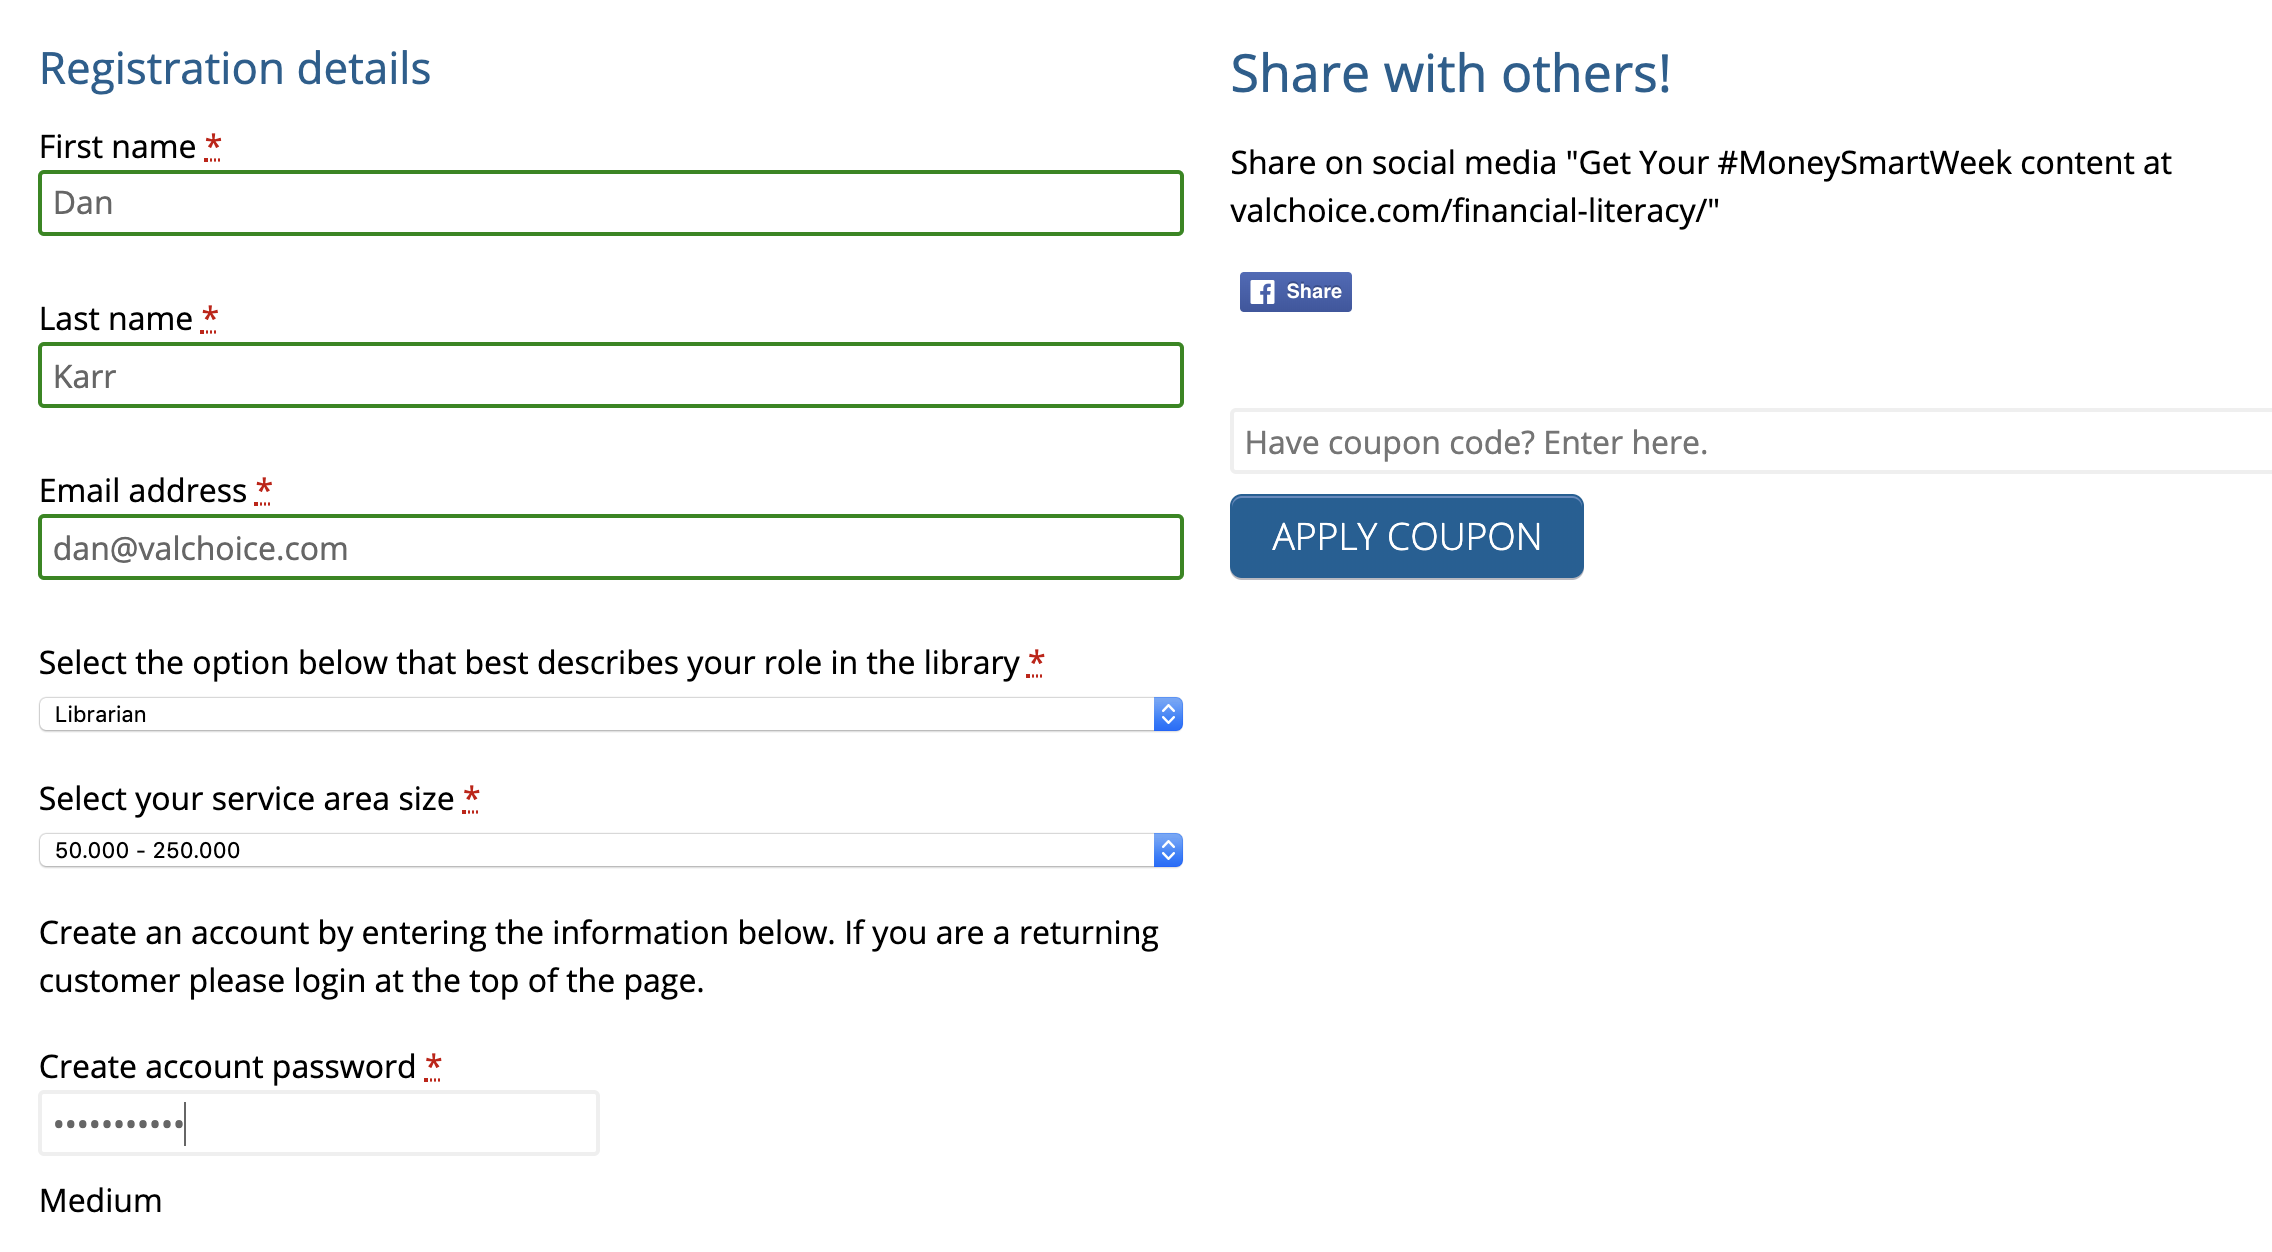 Registration details
First name *
Dan
Last name *
Karr
Email address *
dan@valchoice.com
Select the option below that best describes your role in the library *
Librarian
Select your service area size *
50.000 - 250.000
Create an account by entering the information below. If you are a returning
customer please login at the top of the page.
Create account password *
•••••••••••
Medium
Share with others!
Share on social media "Get Your #MoneySmartWeek content at
valchoice.com/financial-literacy/"
Share
Have coupon code? Enter here.
APPLY COUPON